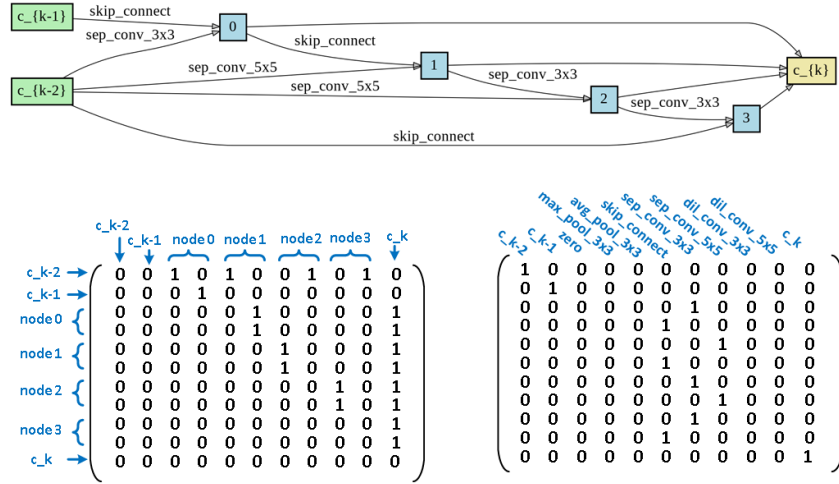 c_{k-1}
skip_connect
0
sep_conv_3x3
skip_connect
c_{k-2}
sep_conv_5x5
1
sep_conv_3x3
c_{k}
sep_conv_5x5
2
sep_conv_3x3
3
skip_connect
c_k-2
c_k-1
node0
node1
node2
node3
c_k
c_k-2 0 0 1 0 1 0 0 1 0 1 0
c_k-1 0 0 0 1 0 0 0 0 0 0 0
node0 0 0 0 0 0 1 0 0 0 0 1
0 0 0 0 0 1 0 0 0 0 1
node1 0 0 0 0 0 0 1 0 0 0 1
0 0 0 0 0 0 1 0 0 0 1
node2 0 0 0 0 0 0 0 0 1 0 1
0 0 0 0 0 0 0 0 1 0 1
node3 0 0 0 0 0 0 0 0 0 0 1
0 0 0 0 0 0 0 0 0 0 1
c_k 0 0 0 0 0 0 0 0 0 0 0
c_k-2
c_k-1
zero
max_pool_3x3
avg_pool_3x3
skip_connect
sep_conv_3x3
sep_conv_5x5
dil_conv_3x3
dil_conv_5x5
c_k
1 0 0 0 0 0 0 0 0 0 0
0 1 0 0 0 0 0 0 0 0 0
0 0 0 0 0 0 1 0 0 0 0
0 0 0 0 0 1 0 0 0 0 0
0 0 0 0 0 0 0 1 0 0 0
0 0 0 0 0 1 0 0 0 0 0
0 0 0 0 0 0 1 0 0 0 0
0 0 0 0 0 0 0 1 0 0 0
0 0 0 0 0 0 1 0 0 0 0
0 0 0 0 0 1 0 0 0 0 0
0 0 0 0 0 0 0 0 0 0 1